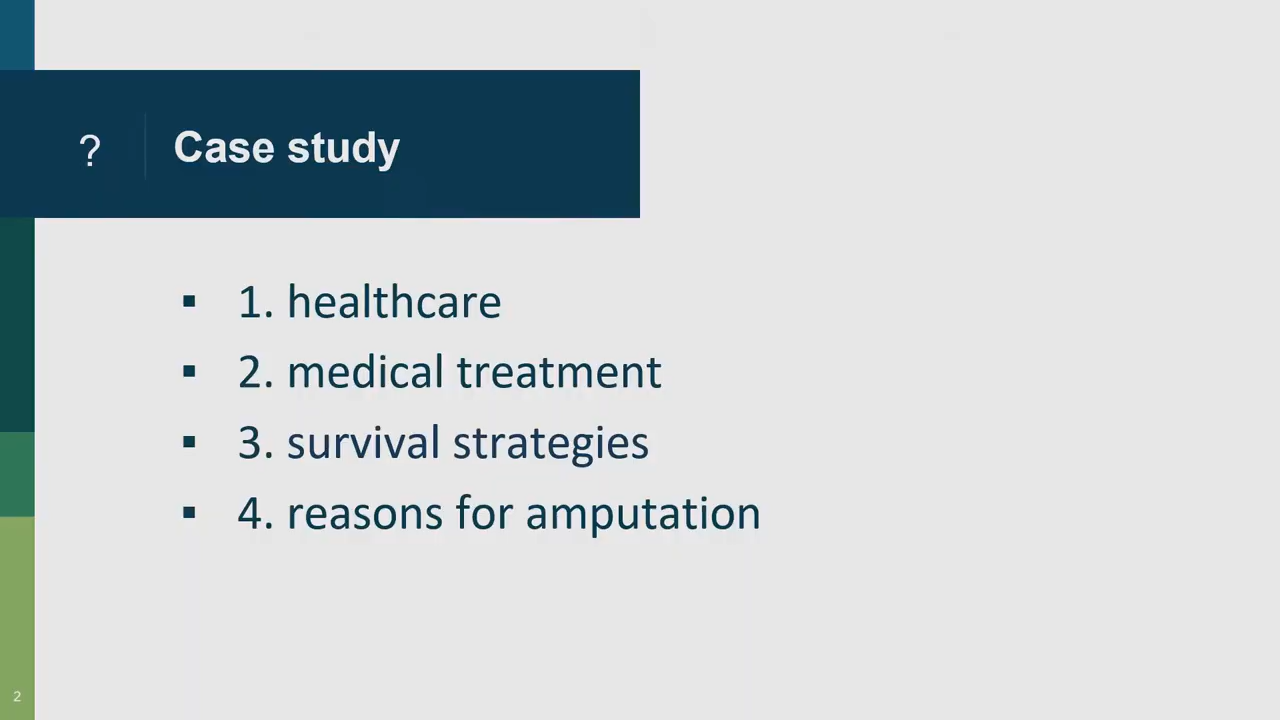 ? Case study
▪ 1. healthcare
▪ 2. medical treatment
▪ 3. survival strategies
▪ 4. reasons for amputation
2